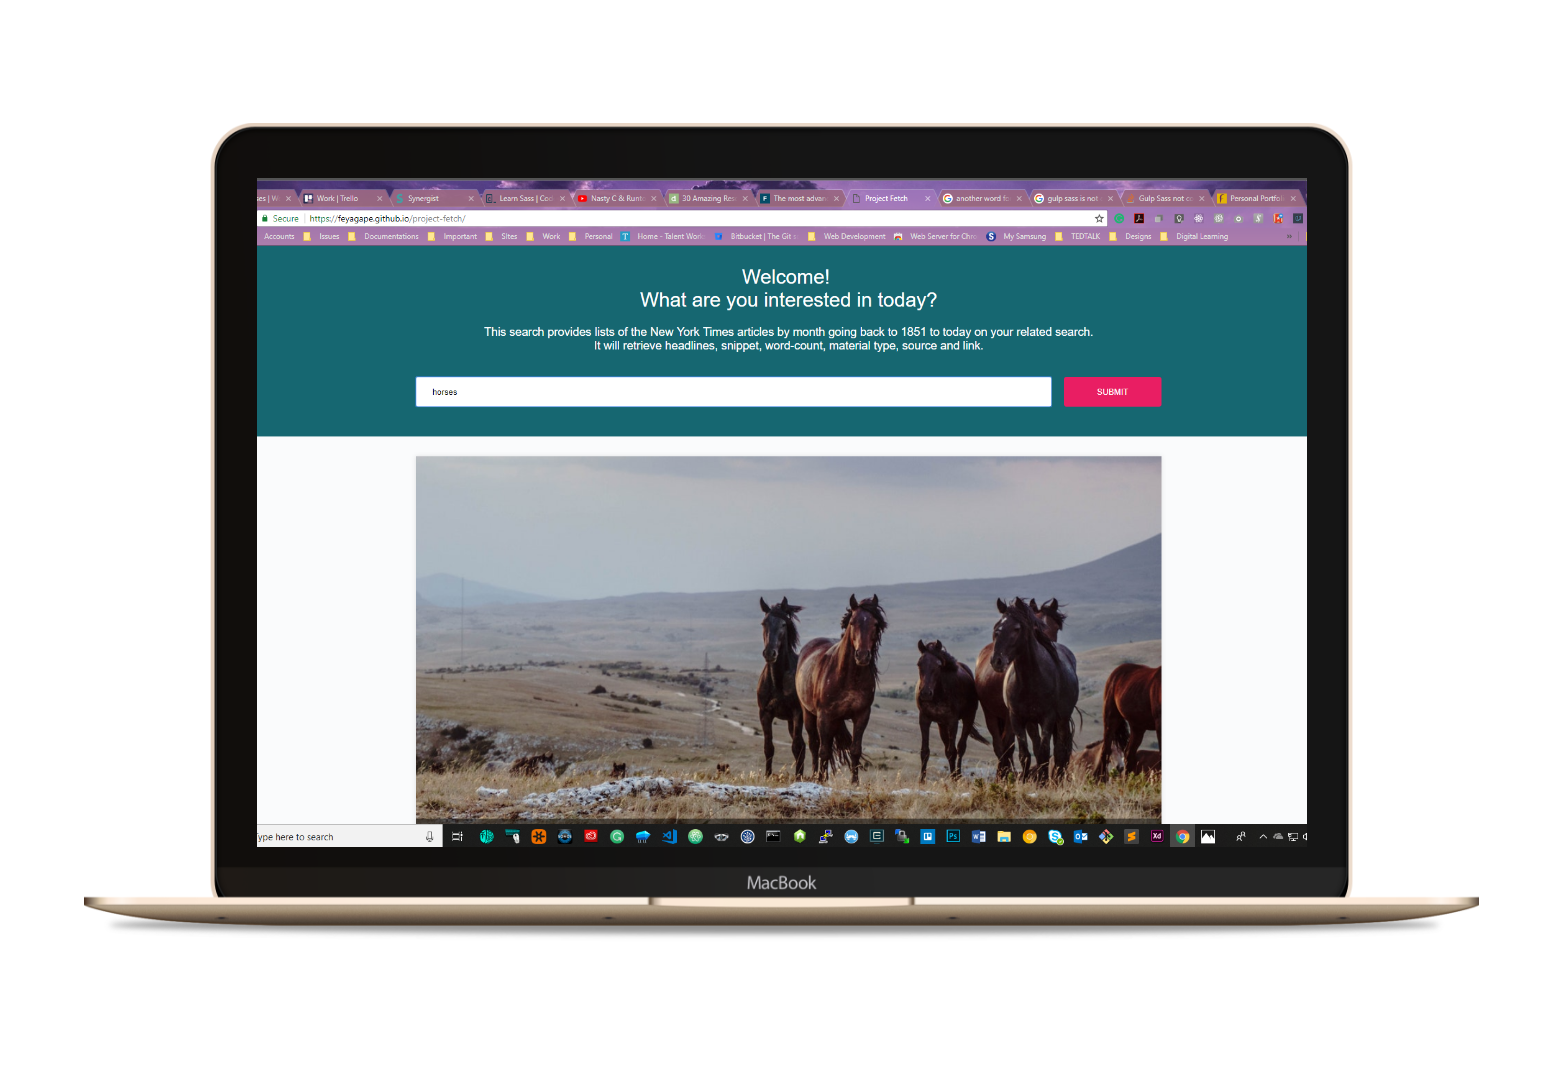 ses | W
Work | Trello
Synergist
Learn Sass | Coc
Nasty C & Runt
30 Amazing Res
The most advan
Project Fetch
another word fo
gulp sass is not
Gulp Sass not co
Personal Portfoli
Secure https://feyagape.github.io/project-fetch/
Accounts Issues Documentations Important Sites Work Personal Home - Talent Work Bitbucket | The Git s Web Development Web Server for Chro My Samsung TEDTALK Designs Digital Learning »
Welcome!
What are you interested in today?
This search provides lists of the New York Times articles by month going back to 1851 to today on your related search.
It will retrieve headlines, snippet, word-count, material type, source and link.
horses
SUBMIT
Type here to search
MacBook